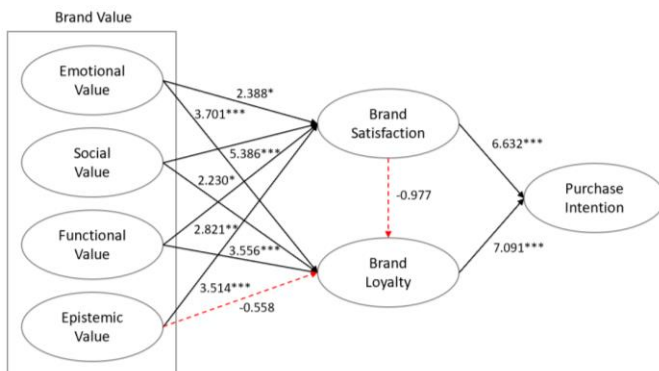 Brand Value
Emotional
Value
Social
Value
Functional
Value
Epistemic
Value
2.388*
3.701***
5.386***
2.230*
2.821**
3.556***
3.514***
-0.558
Brand
Satisfaction
-0.977
Brand
Loyalty
6.632***
7.091***
Purchase
Intention